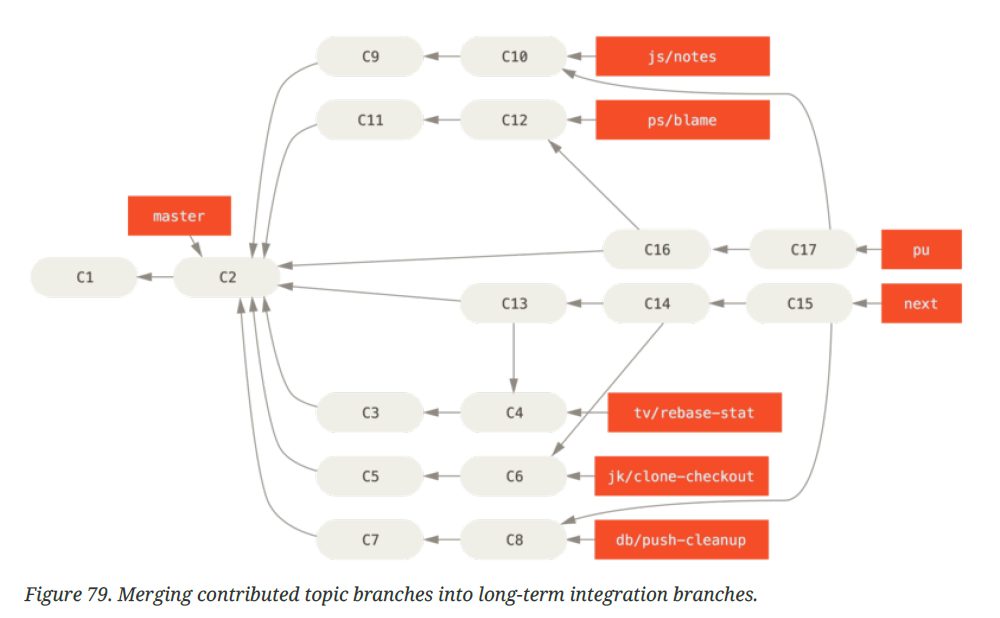 C9
C10
js/notes
C11
C12
ps/blame
master
C16
C17
pu
C1
C2
C13
C14
C15
next
C3
C4
tv/rebase-stat
C5
C6
jk/clone-checkout
C7
C8
db/push-cleanup
Figure 79. Merging contributed topic branches into long-term integration branches.